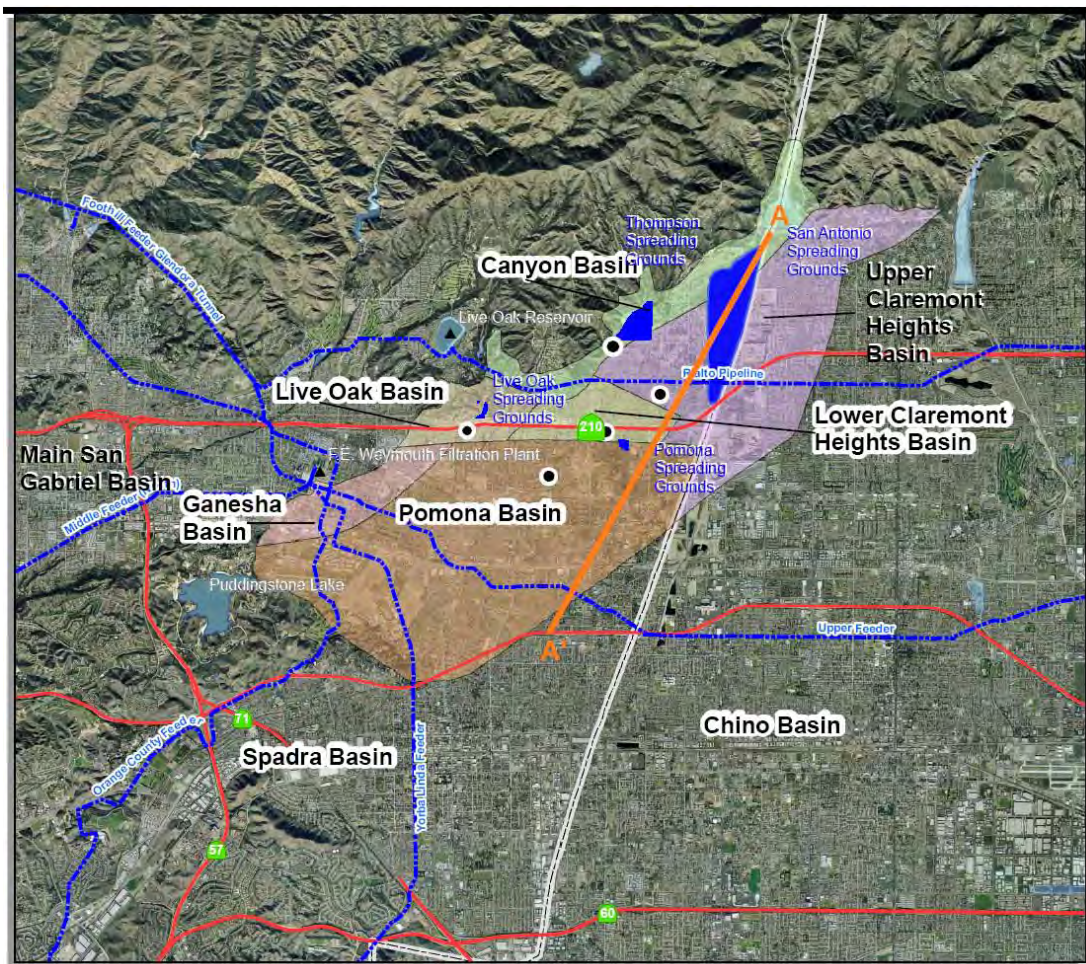 Foothill Feeder Glendora Tunnel
Thompson
Spreading
Grounds
A
San Antonio
Spreading
Grounds
Canyon Basin
Upper
Claremont
Heights
Basin
Live Oak Reservoir
Rialto Pipeline
Live Oak Basin
Live Oak
Spreading
Grounds
210
Lower Claremont
Heights Basin
Main San
Gabriel Basin
F.E. Weymouth Filtration Plant
Pomona
Spreading
Grounds
Middle Feeder
Ganesha
Basin
Pomona Basin
Puddingstone Lake
Upper Feeder
A'
71
Orange County Feeder
Spadra Basin
Yorba Linda Feeder
Chino Basin
57
60